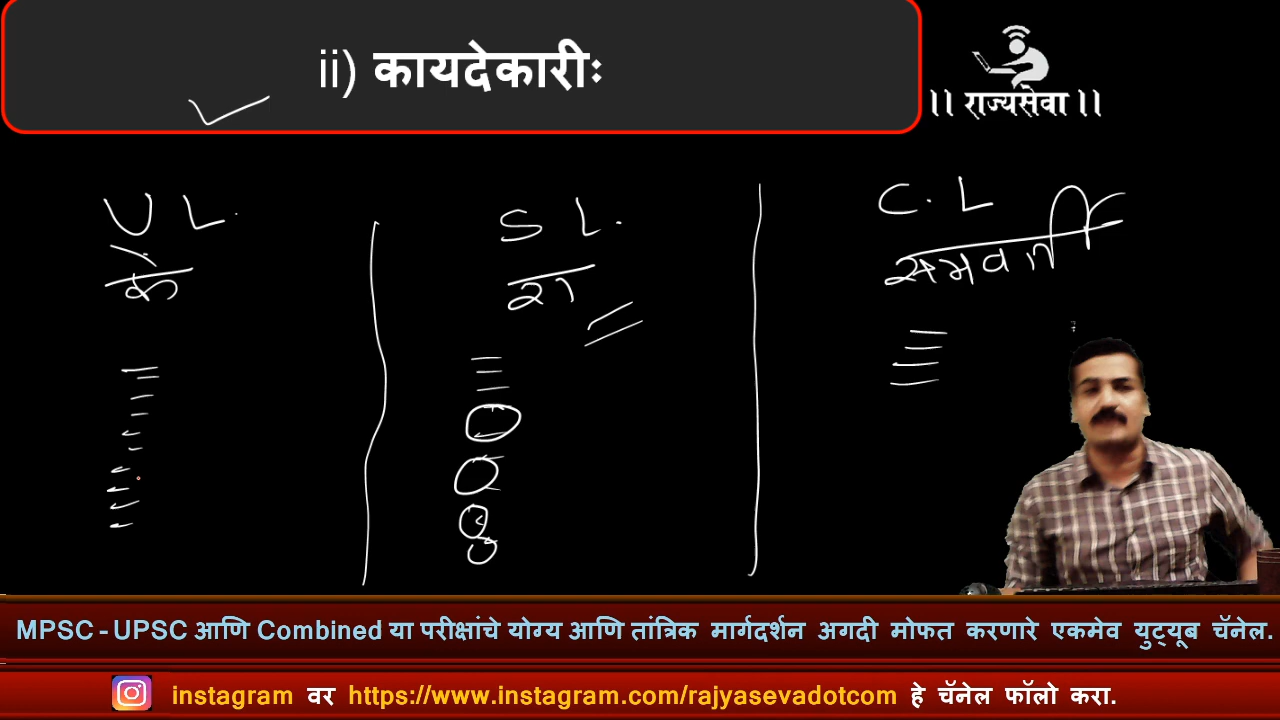 ii) कायदेकारीः
।। राज्यसेवा ।।
U L.
के
S L.
रा
C. L
समवर्ती
MPSC - UPSC आणि Combined या परीक्षांचे योग्य आणि तांत्रिक मार्गदर्शन अगदी मोफत करणारे एकमेव युट्यूब चॅनेल.
instagram वर https://www.instagram.com/rajyasevadotcom हे चॅनेल फॉलो करा.